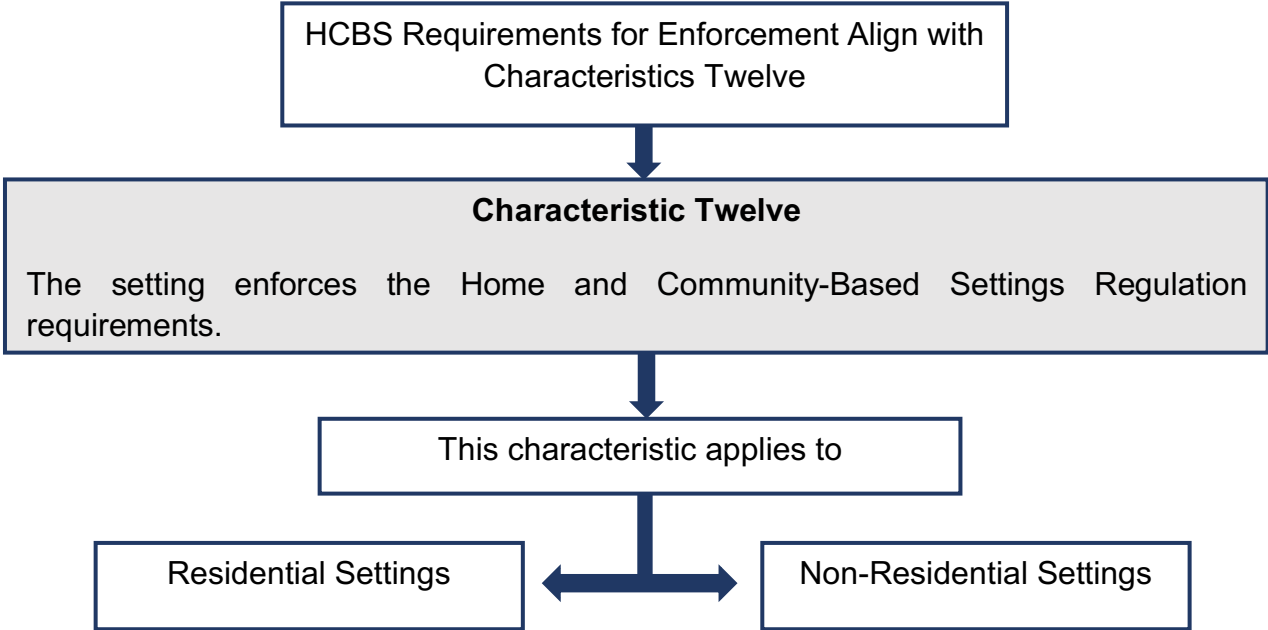 HCBS Requirements for Enforcement Align with
Characteristics Twelve
Characteristic Twelve
The setting enforces the Home and Community-Based Settings Regulation
requirements.
This characteristic applies to
Residential Settings
Non-Residential Settings